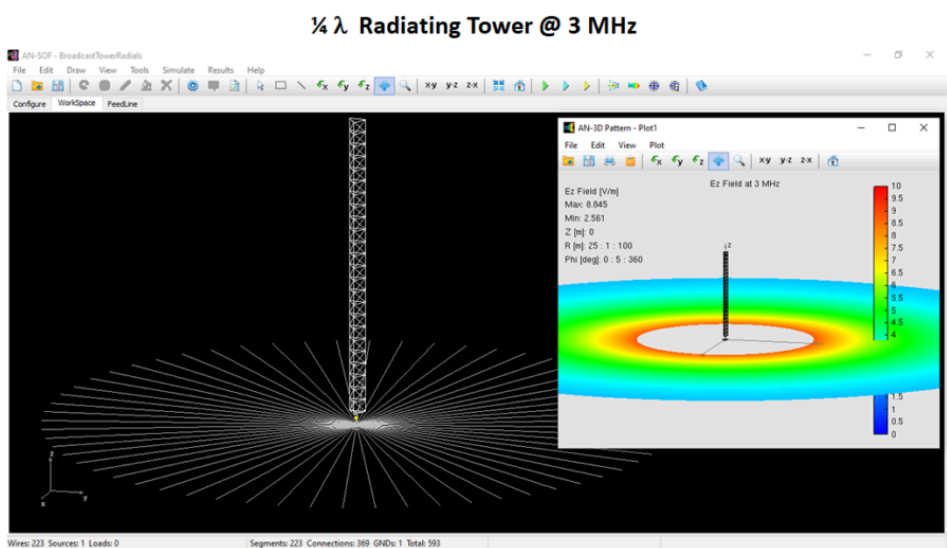 ¼ λ Radiating Tower @ 3 MHz
AN-SOF - BroadcastTowerRadials
File Edit Draw View Tools Simulate Results Help
x-y y-z z-x
Configure WorkSpace FeedLine
AN-3D Pattern - Plot1
File Edit View Plot
x-y y-z z-x
Ez Field at 3 MHz
Ez Field [V/m]
Max: 8.845
Min: 2.561
Z [m]: 0
R [m]: 25 : 1 : 100
Phi [deg]: 0 : 5 : 360
z
10
9.5
9
8.5
8
7.5
7
6.5
6
5.5
5
4.5
4
1.5
1
0.5
0
z
x
y
Wires: 223 Sources: 1 Loads: 0
Segments: 223 Connections: 369 GNDs: 1 Total: 593